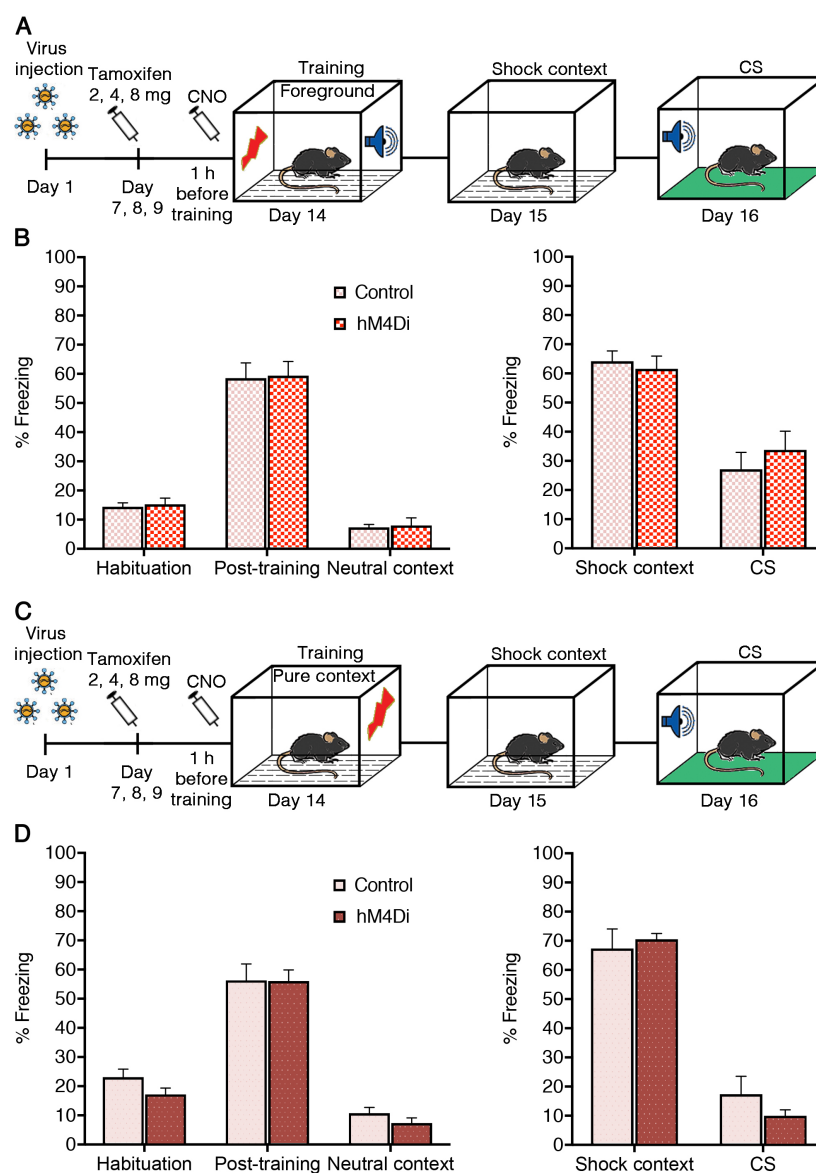 A
Virus
injection
Tamoxifen
2, 4, 8 mg
CNO
Training
Foreground
Shock context
CS
Day 1
Day
7, 8, 9
1 h
before
training
Day 14
Day 15
Day 16
B
% Freezing
100
90
80
70
60
50
40
30
20
10
0
Control
hM4Di
Habituation
Post-training
Neutral context
% Freezing
100
90
80
70
60
50
40
30
20
10
0
Shock context
CS
C
Virus
injection
Tamoxifen
2, 4, 8 mg
CNO
Training
Pure context
Shock context
CS
Day 1
Day
7, 8, 9
1 h
before
training
Day 14
Day 15
Day 16
D
% Freezing
100
90
80
70
60
50
40
30
20
10
0
Control
hM4Di
Habituation
Post-training
Neutral context
% Freezing
100
90
80
70
60
50
40
30
20
10
0
Shock context
CS